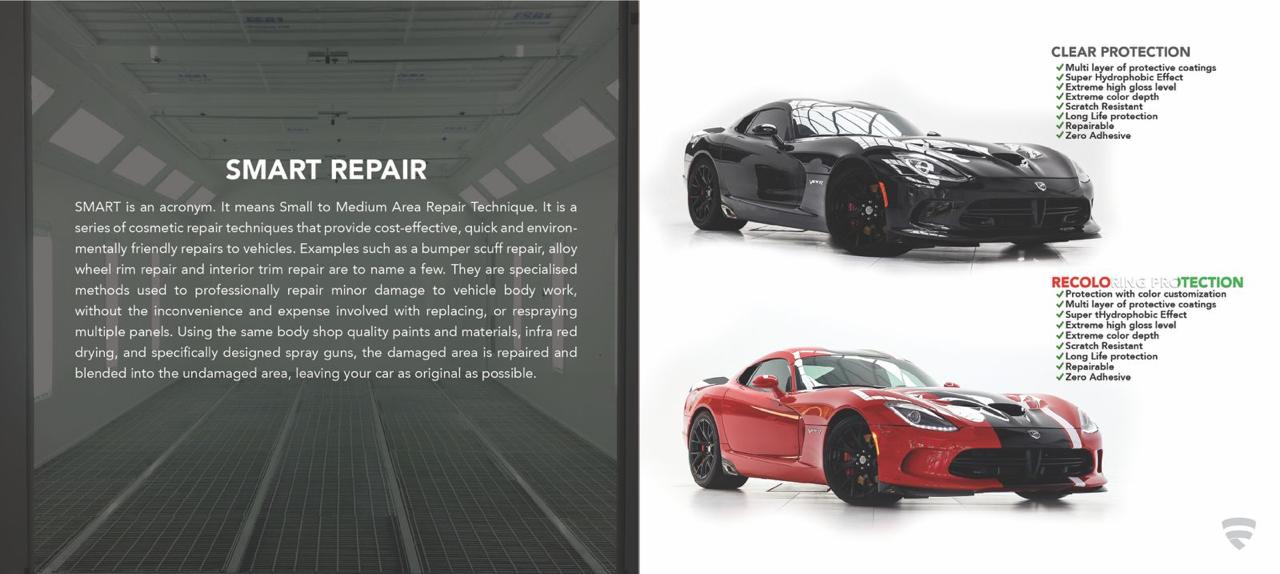 SMART REPAIR
SMART is an acronym. It means Small to Medium Area Repair Technique. It is a
series of cosmetic repair techniques that provide cost-effective, quick and environ-
mentally friendly repairs to vehicles. Examples such as a bumper scuff repair, alloy
wheel rim repair and interior trim repair are to name a few. They are specialised
methods used to professionally repair minor damage to vehicle body work,
without the inconvenience and expense involved with replacing, or respraying
multiple panels. Using the same body shop quality paints and materials, infra red
drying, and specifically designed spray guns, the damaged area is repaired and
blended into the undamaged area, leaving your car as original as possible.
CLEAR PROTECTION
Multi layer of protective coatings
Super Hydrophobic Effect
Extreme high gloss level
Extreme color depth
Scratch Resistant
Long Life protection
Repairable
Zero Adhesive
RECOLORING PROTECTION
Protection with color customization
Multi layer of protective coatings
Super tHydrophobic Effect
Extreme high gloss level
Extreme color depth
Scratch Resistant
Long Life protection
Repairable
Zero Adhesive